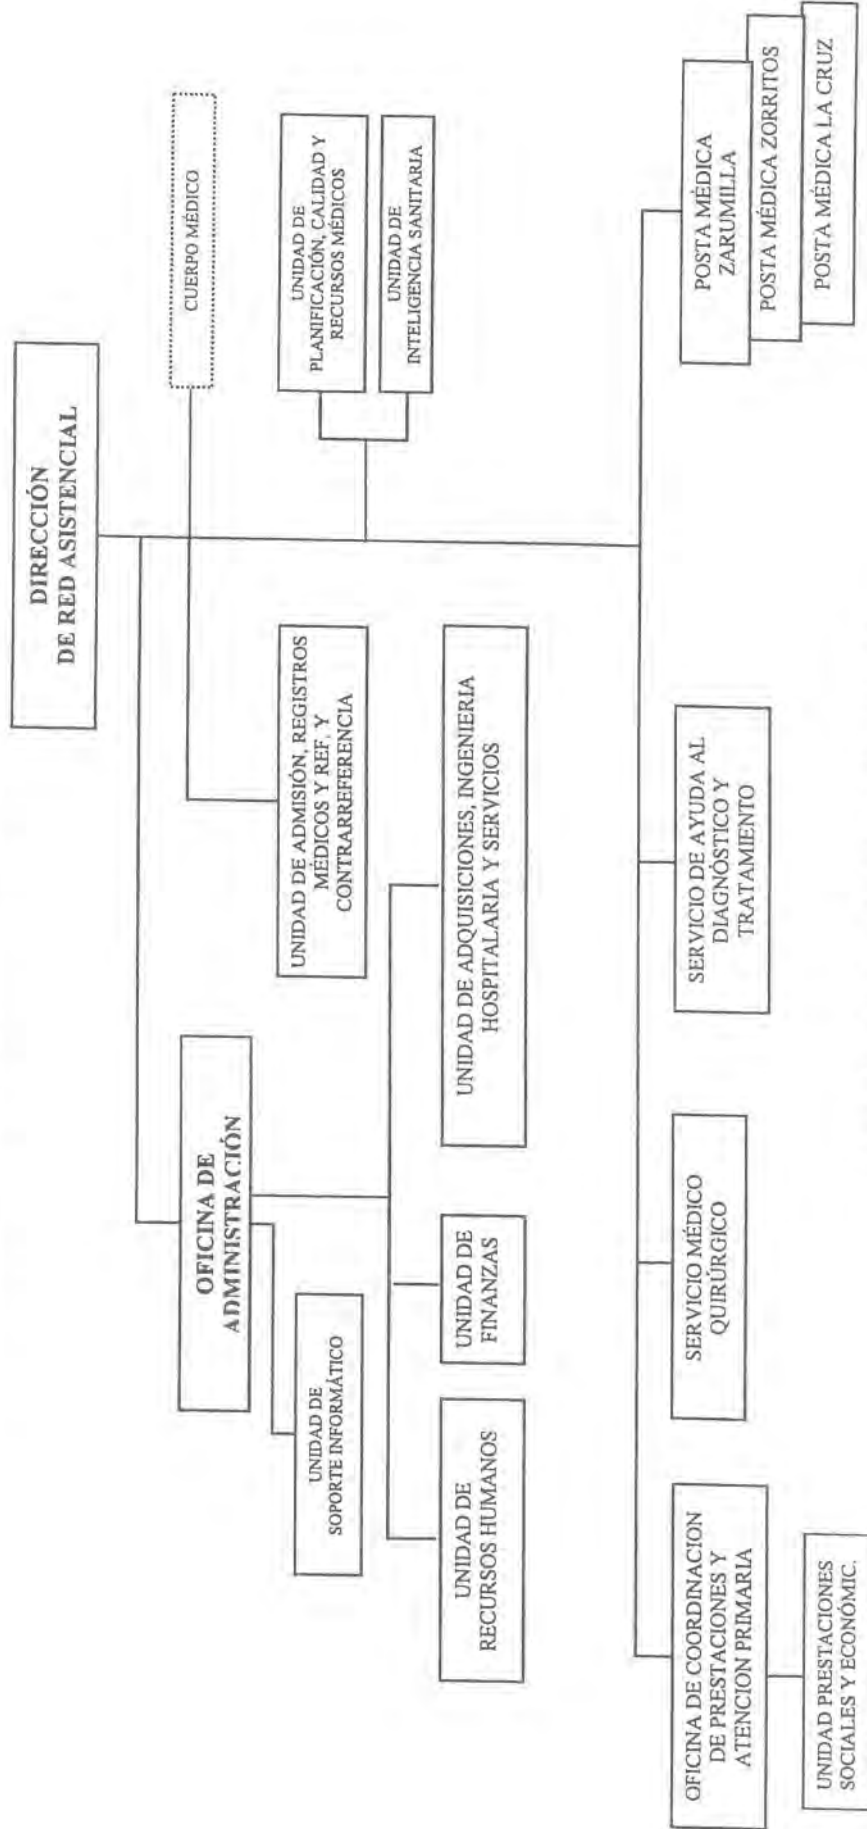 DIRECCIÓN
DE RED ASISTENCIAL
CUERPO MÉDICO
OFICINA DE
ADMINISTRACIÓN
UNIDAD DE ADMISIÓN, REGISTROS
MÉDICOS Y REF. Y
CONTRARREFERENCIA
UNIDAD DE
PLANIFICACIÓN, CALIDAD Y
RECURSOS MÉDICOS
UNIDAD DE
INTELIGENCIA SANITARIA
UNIDAD DE
SOPORTE INFORMÁTICO
UNIDAD DE
RECURSOS HUMANOS
UNIDAD DE
FINANZAS
UNIDAD DE ADQUISICIONES, INGENIERIA
HOSPITALARIA Y SERVICIOS
OFICINA DE COORDINACION
DE PRESTACIONES Y
ATENCION PRIMARIA
SERVICIO MÉDICO
QUIRÚRGICO
SERVICIO DE AYUDA AL
DIAGNÓSTICO Y
TRATAMIENTO
POSTA MÉDICA
ZARUMILLA
POSTA MÉDICA ZORRITOS
POSTA MÉDICA LA CRUZ
UNIDAD PRESTACIONES
SOCIALES Y ECONÓMIC.